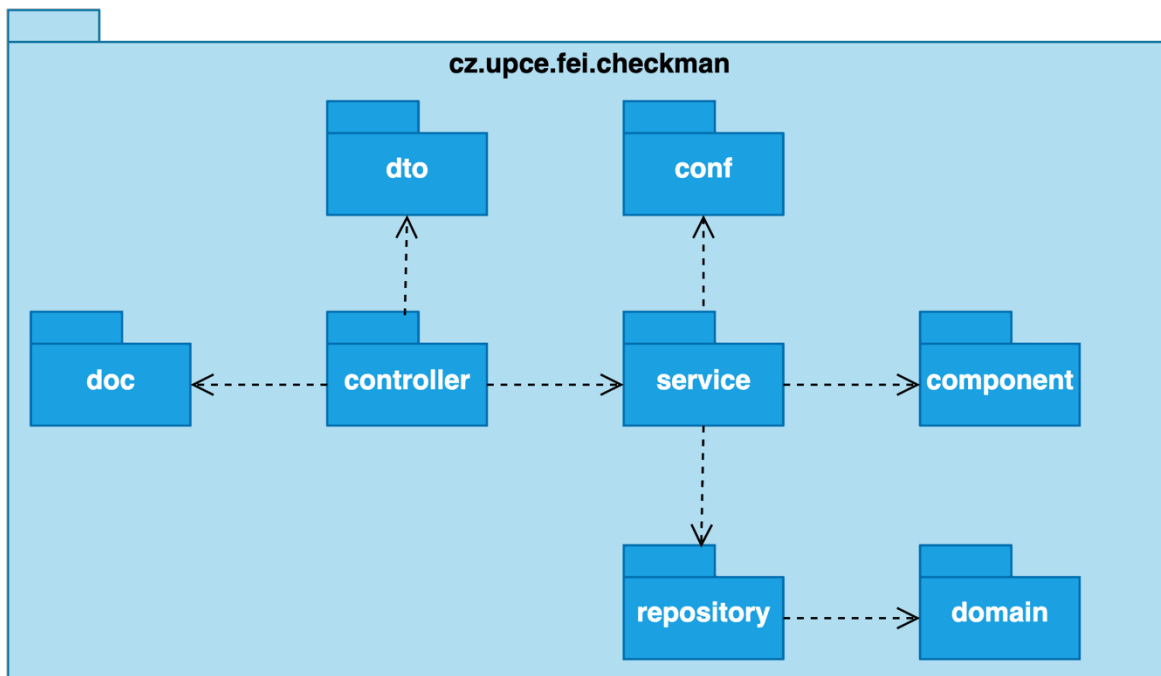 cz.upce.fei.checkman
dto
conf
doc
controller
service
component
repository
domain